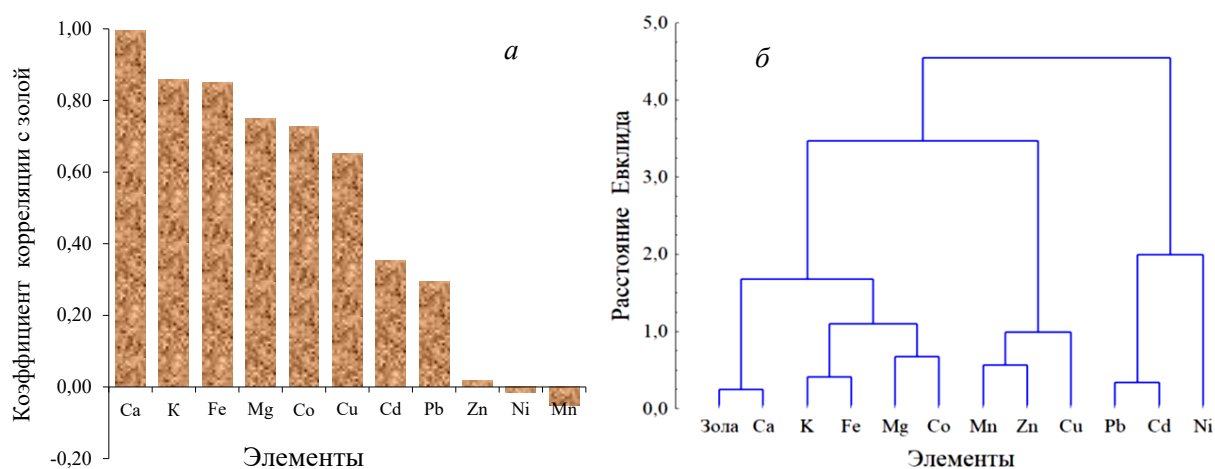 Коэффициент корреляции с золой
1,00
0,80
0,60
0,40
0,20
0,00
-0,20
а
Ca K Fe Mg Co Cu Cd Pb Zn Ni Mn
Элементы
Расстояние Евклида
5,0
4,0
3,0
2,0
1,0
0,0
б
Зола Ca K Fe Mg Co Mn Zn Cu Pb Cd Ni
Элементы